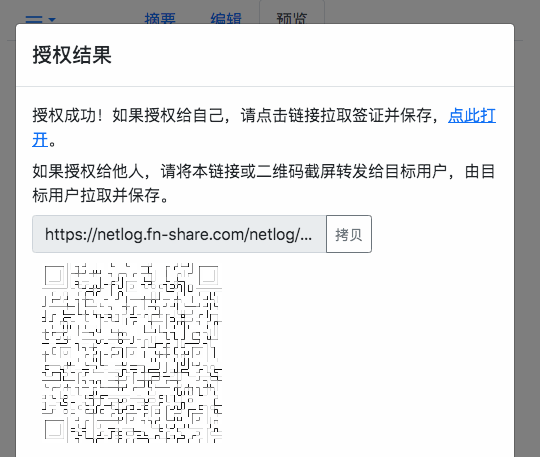 摘要 编辑 预览
授权结果
授权成功！如果授权给自己，请点击链接拉取签证并保存，点此打
开。
如果授权给他人，请将本链接或二维码截屏转发给目标用户，由目
标用户拉取并保存。
https://netlog.fn-share.com/netlog/... 拷贝